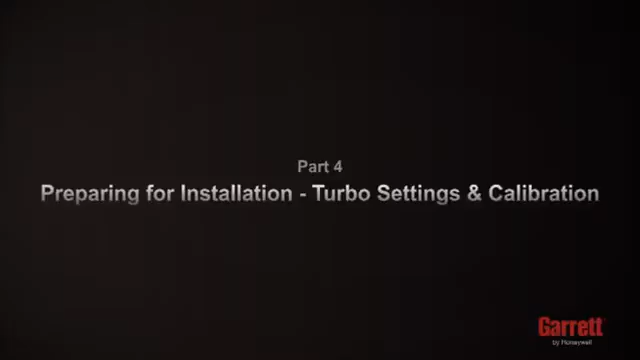 Part 4
Preparing for Installation - Turbo Settings & Calibration
Garrett
by Honeywell